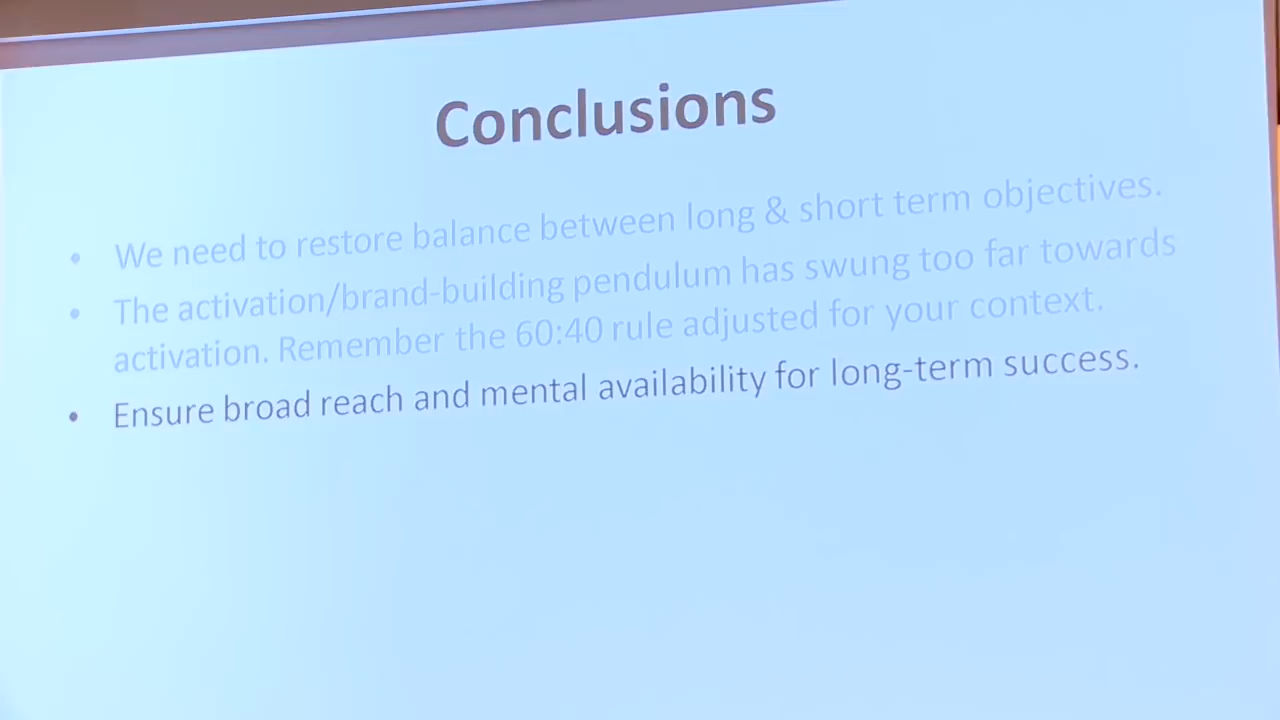 Conclusions
• We need to restore balance between long & short term objectives.
• The activation/brand-building pendulum has swung too far towards
activation. Remember the 60:40 rule adjusted for your context.
• Ensure broad reach and mental availability for long-term success.